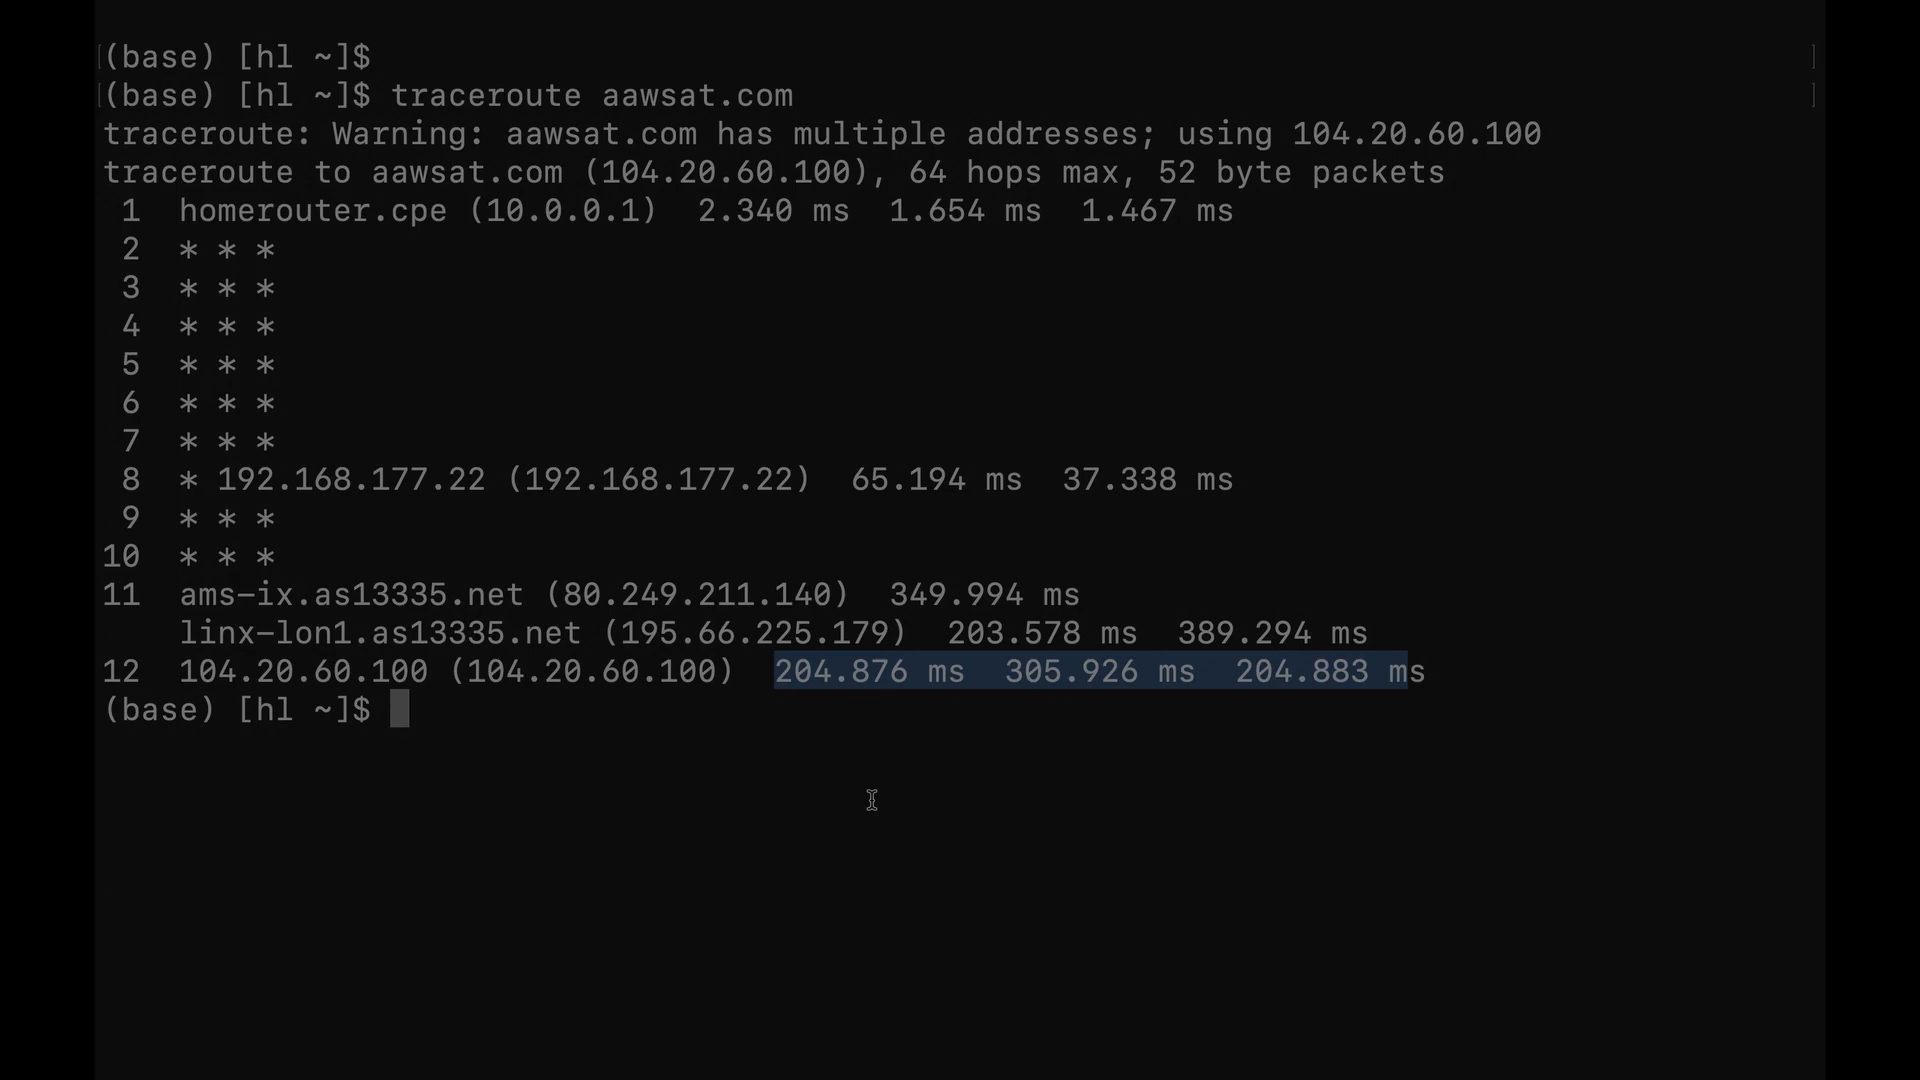 (base) [hl ~]$
(base) [hl ~]$ traceroute aawsat.com
traceroute: Warning: aawsat.com has multiple addresses; using 104.20.60.100
traceroute to aawsat.com (104.20.60.100), 64 hops max, 52 byte packets
1 homerouter.cpe (10.0.0.1) 2.340 ms 1.654 ms 1.467 ms
2 * * *
3 * * *
4 * * *
5 * * *
6 * * *
7 * * *
8 * 192.168.177.22 (192.168.177.22) 65.194 ms 37.338 ms
9 * * *
10 * * *
11 ams-ix.as13335.net (80.249.211.140) 349.994 ms
linx-lon1.as13335.net (195.66.225.179) 203.578 ms 389.294 ms
12 104.20.60.100 (104.20.60.100) 204.876 ms 305.926 ms 204.883 ms
(base) [hl ~]$